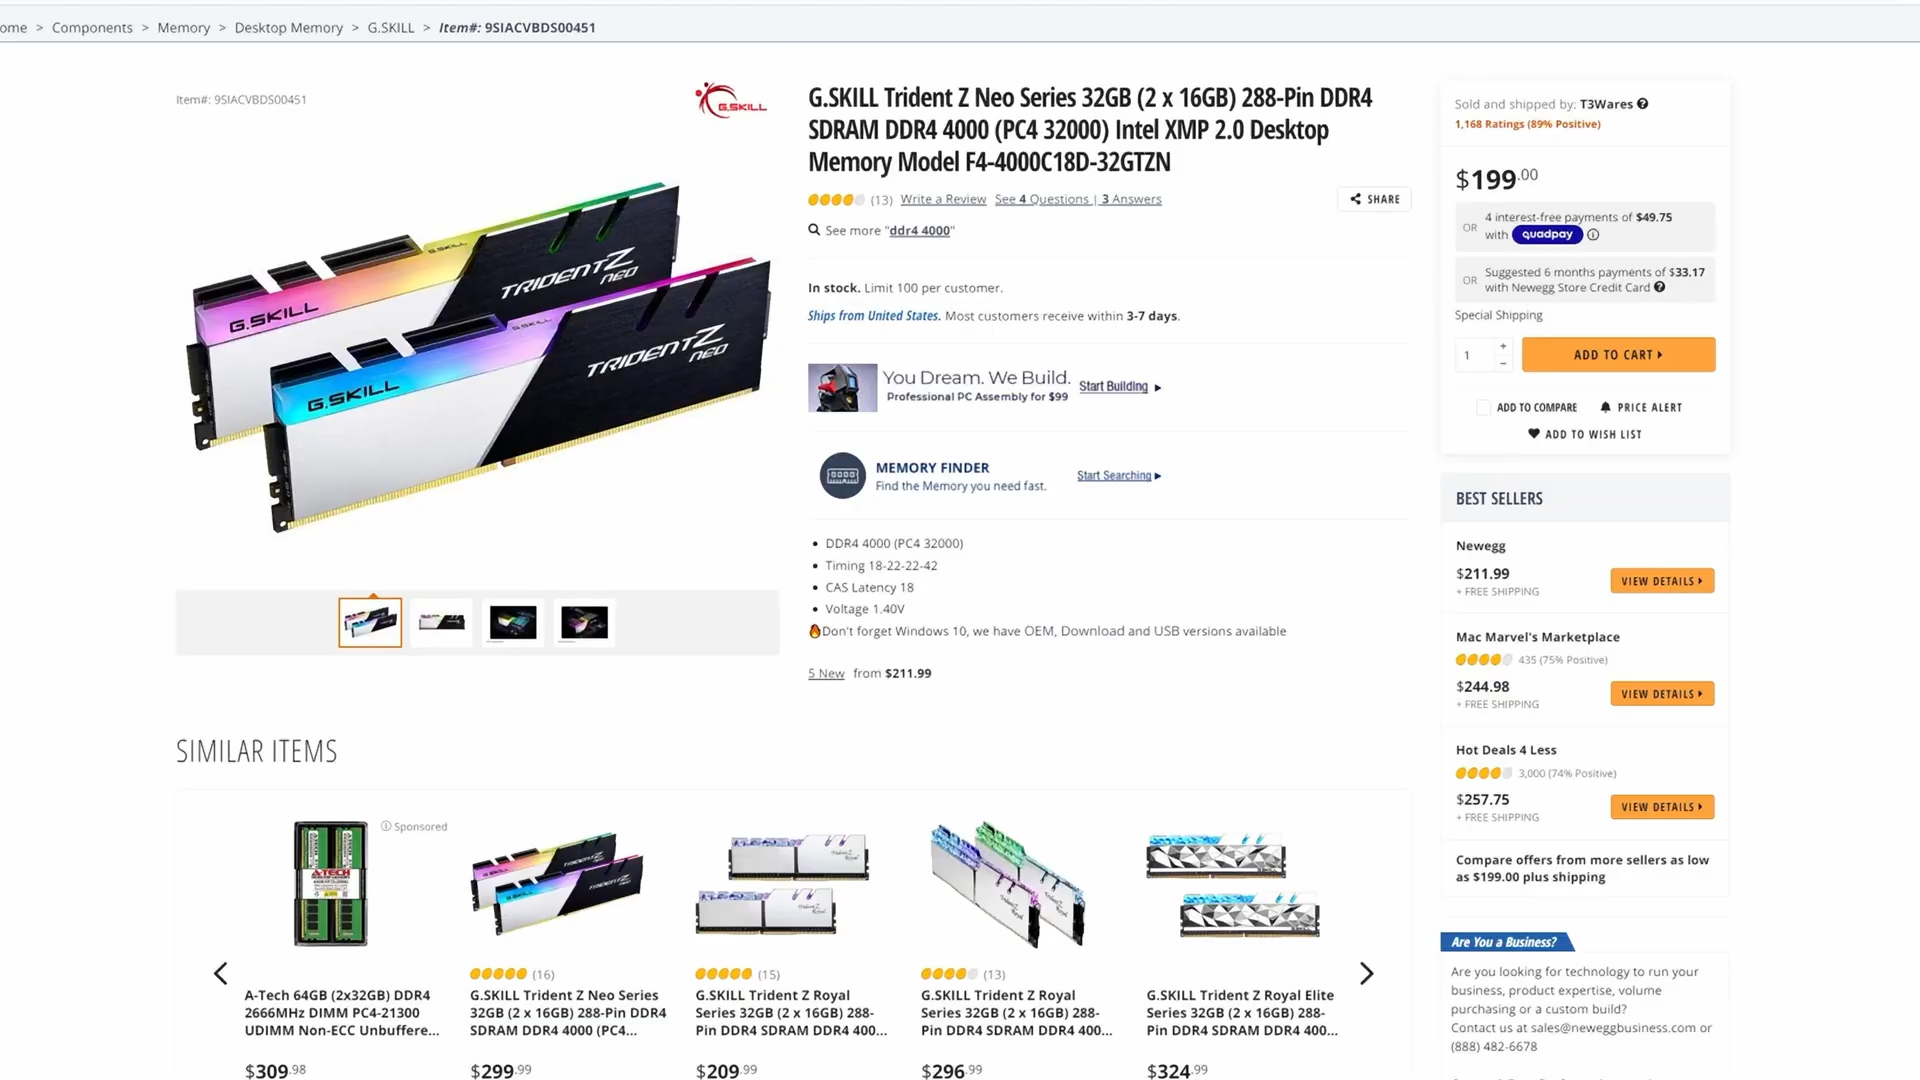 ome > Components > Memory > Desktop Memory > G.SKILL > Item#: 9SIACVBDS00451
Item#: 9SIACVBDS00451
G.SKILL
G.SKILL
TRIDENT Z
NEO
G.SKILL
G.SKILL
TRIDENT Z
NEO
G.SKILL
G.SKILL Trident Z Neo Series 32GB (2 x 16GB) 288-Pin DDR4
SDRAM DDR4 4000 (PC4 32000) Intel XMP 2.0 Desktop
Memory Model F4-4000C18D-32GTZN
(13) Write a Review See 4 Questions | 3 Answers
SHARE
See more "ddr4 4000"
In stock. Limit 100 per customer.
Ships from United States. Most customers receive within 3-7 days.
You Dream. We Build.
Professional PC Assembly for $99
Start Building
MEMORY FINDER
Find the Memory you need fast.
Start Searching
• DDR4 4000 (PC4 32000)
• Timing 18-22-22-42
• CAS Latency 18
• Voltage 1.40V
🔥Don't forget Windows 10, we have OEM, Download and USB versions available
5 New from $211.99
Sold and shipped by: T3Wares
1,168 Ratings (89% Positive)
$199.00
OR
4 interest-free payments of $49.75
with quadpay
OR
Suggested 6 months payments of $33.17
with Newegg Store Credit Card
Special Shipping
1
+
−
ADD TO CART
ADD TO COMPARE
PRICE ALERT
ADD TO WISH LIST
BEST SELLERS
Newegg
$211.99
+ FREE SHIPPING
VIEW DETAILS
Mac Marvel's Marketplace
435 (75% Positive)
$244.98
+ FREE SHIPPING
VIEW DETAILS
Hot Deals 4 Less
3,000 (74% Positive)
$257.75
+ FREE SHIPPING
VIEW DETAILS
Compare offers from more sellers as low
as $199.00 plus shipping
Are You a Business?
Are you looking for technology to run your
business, product expertise, volume
purchasing or a custom build?
Contact us at sales@neweggbusiness.com or
(888) 482-6678
SIMILAR ITEMS
Sponsored
A-TECH
A-Tech 64GB (2x32GB) DDR4
2666MHz DIMM PC4-21300
UDIMM Non-ECC Unbuffere...
$309.98
(16)
G.SKILL Trident Z Neo Series
32GB (2 x 16GB) 288-Pin DDR4
SDRAM DDR4 4000 (PC4...
$299.99
(15)
G.SKILL Trident Z Royal
Series 32GB (2 x 16GB) 288-
Pin DDR4 SDRAM DDR4 400...
$209.99
(13)
G.SKILL Trident Z Royal
Series 32GB (2 x 16GB) 288-
Pin DDR4 SDRAM DDR4 400...
$296.99
G.SKILL Trident Z Royal Elite
Series 32GB (2 x 16GB) 288-
Pin DDR4 SDRAM DDR4 400...
$324.99